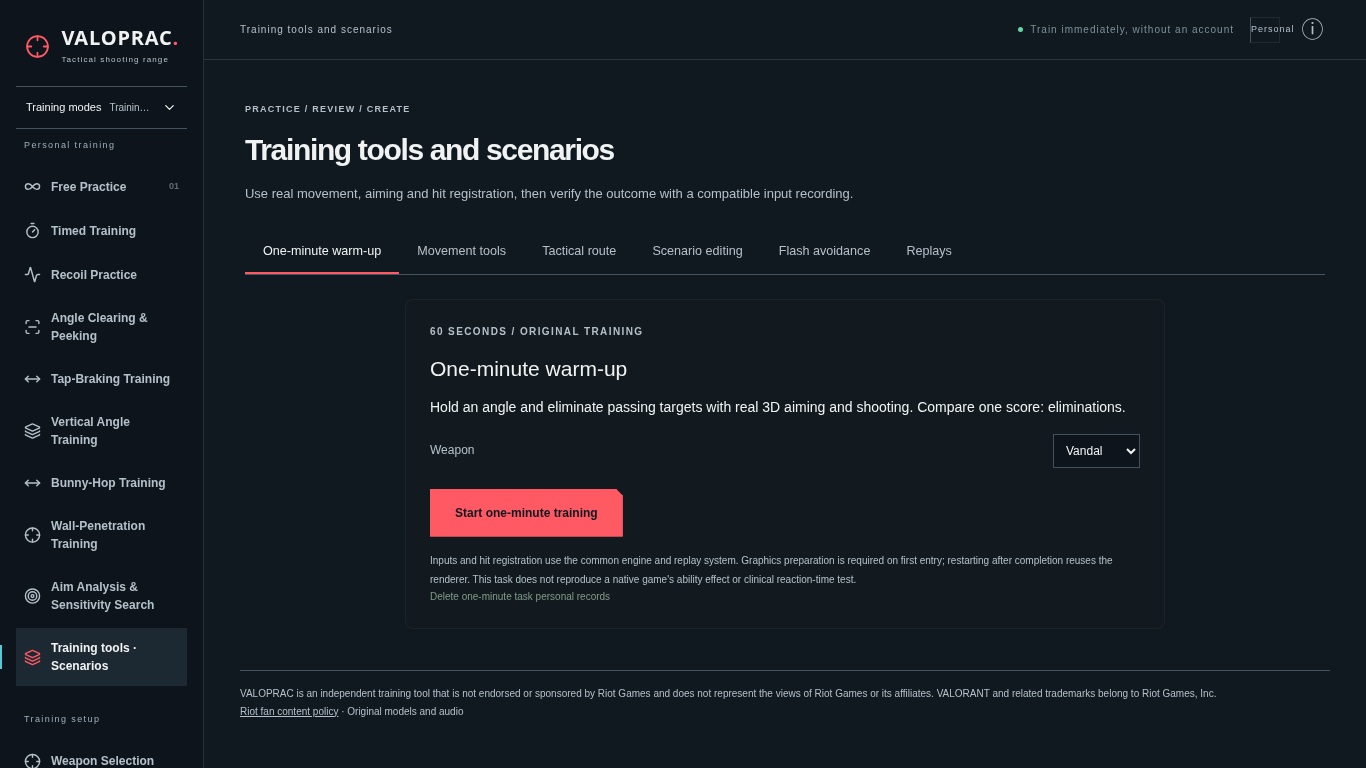 VALOPRAC.
Tactical shooting range
Training modes Trainin...
Personal training
Free Practice 01
Timed Training
Recoil Practice
Angle Clearing &
Peeking
Tap-Braking Training
Vertical Angle
Training
Bunny-Hop Training
Wall-Penetration
Training
Aim Analysis &
Sensitivity Search
Training tools ·
Scenarios
Training setup
Weapon Selection
Training tools and scenarios
Train immediately, without an account
Personal
PRACTICE / REVIEW / CREATE
Training tools and scenarios
Use real movement, aiming and hit registration, then verify the outcome with a compatible input recording.
One-minute warm-up Movement tools Tactical route Scenario editing Flash avoidance Replays
60 SECONDS / ORIGINAL TRAINING
One-minute warm-up
Hold an angle and eliminate passing targets with real 3D aiming and shooting. Compare one score: eliminations.
Weapon Vandal
Start one-minute training
Inputs and hit registration use the common engine and replay system. Graphics preparation is required on first entry; restarting after completion reuses the
renderer. This task does not reproduce a native game's ability effect or clinical reaction-time test.
Delete one-minute task personal records
VALOPRAC is an independent training tool that is not endorsed or sponsored by Riot Games and does not represent the views of Riot Games or its affiliates. VALORANT and related trademarks belong to Riot Games, Inc.
Riot fan content policy · Original models and audio